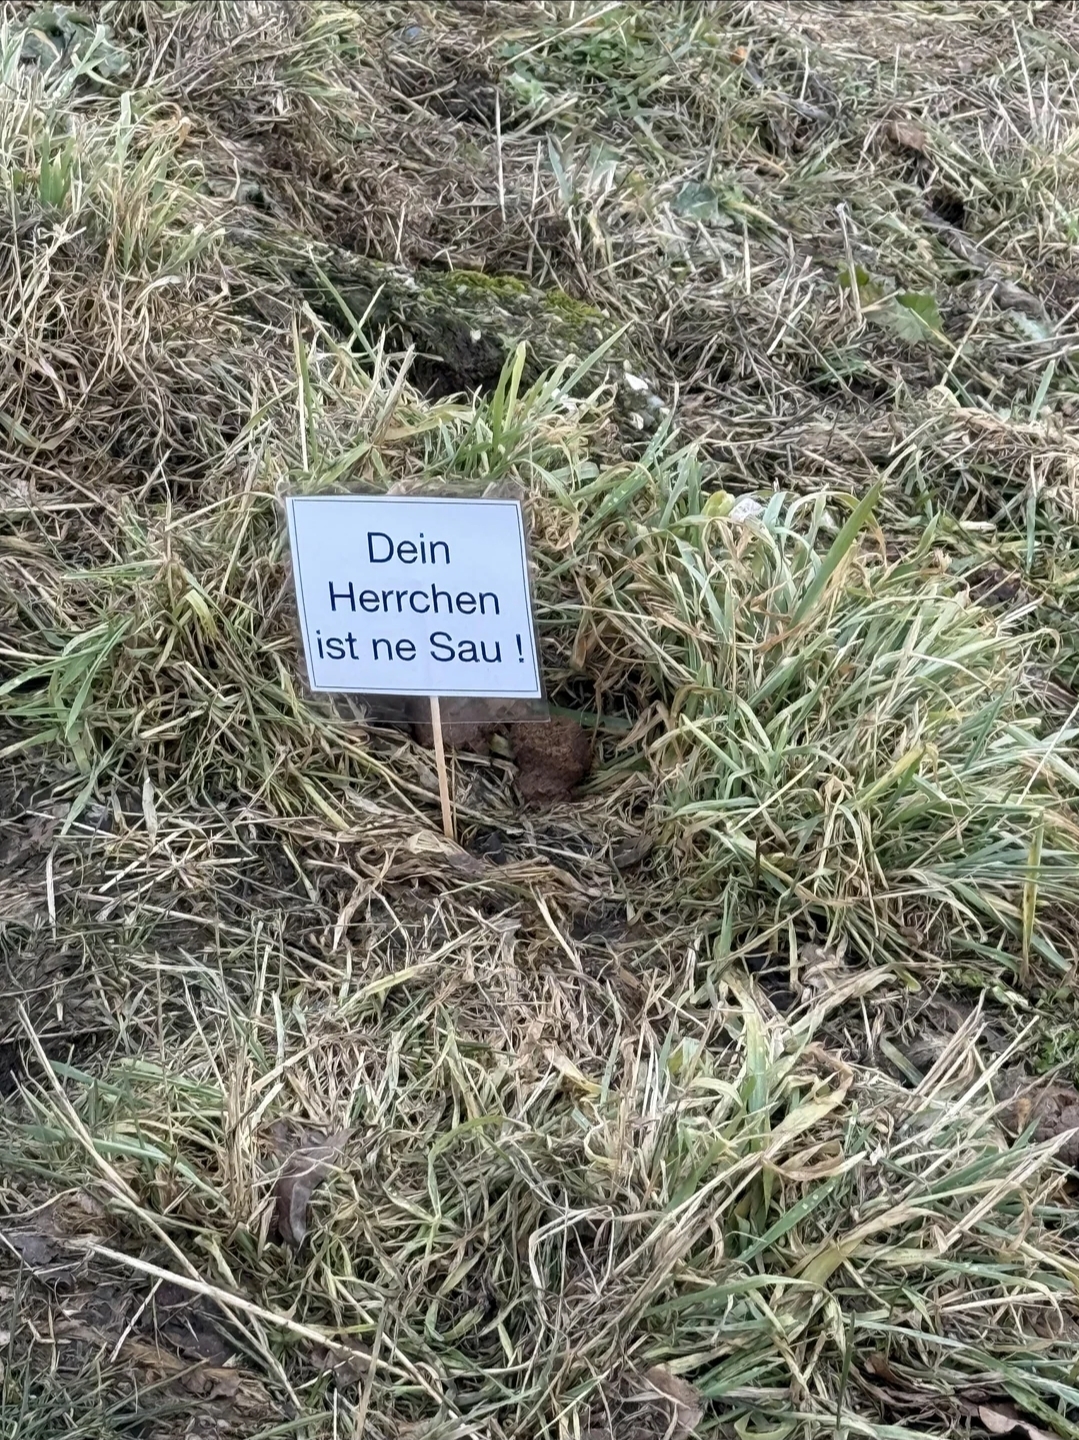 Dein
Herrchen
ist ne Sau !